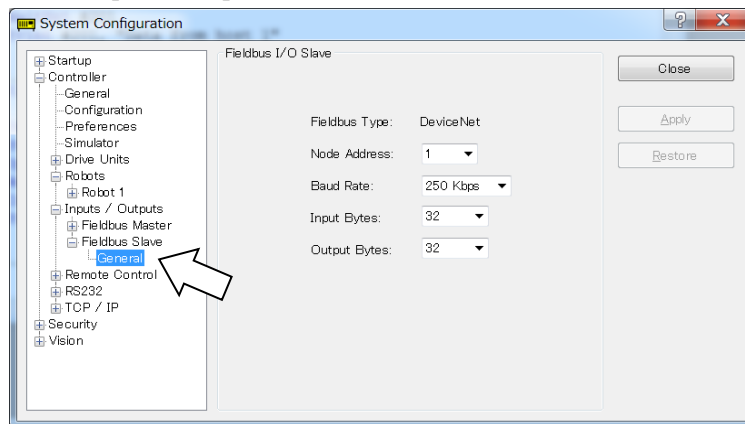 System Configuration
Startup
Controller
General
Configuration
Preferences
Simulator
Drive Units
Robots
Robot 1
Inputs / Outputs
Fieldbus Master
Fieldbus Slave
General
Remote Control
RS232
TCP / IP
Security
Vision
Fieldbus I/O Slave
Fieldbus Type: DeviceNet
Node Address: 1
Baud Rate: 250 Kbps
Input Bytes: 32
Output Bytes: 32
Close
Apply
Restore